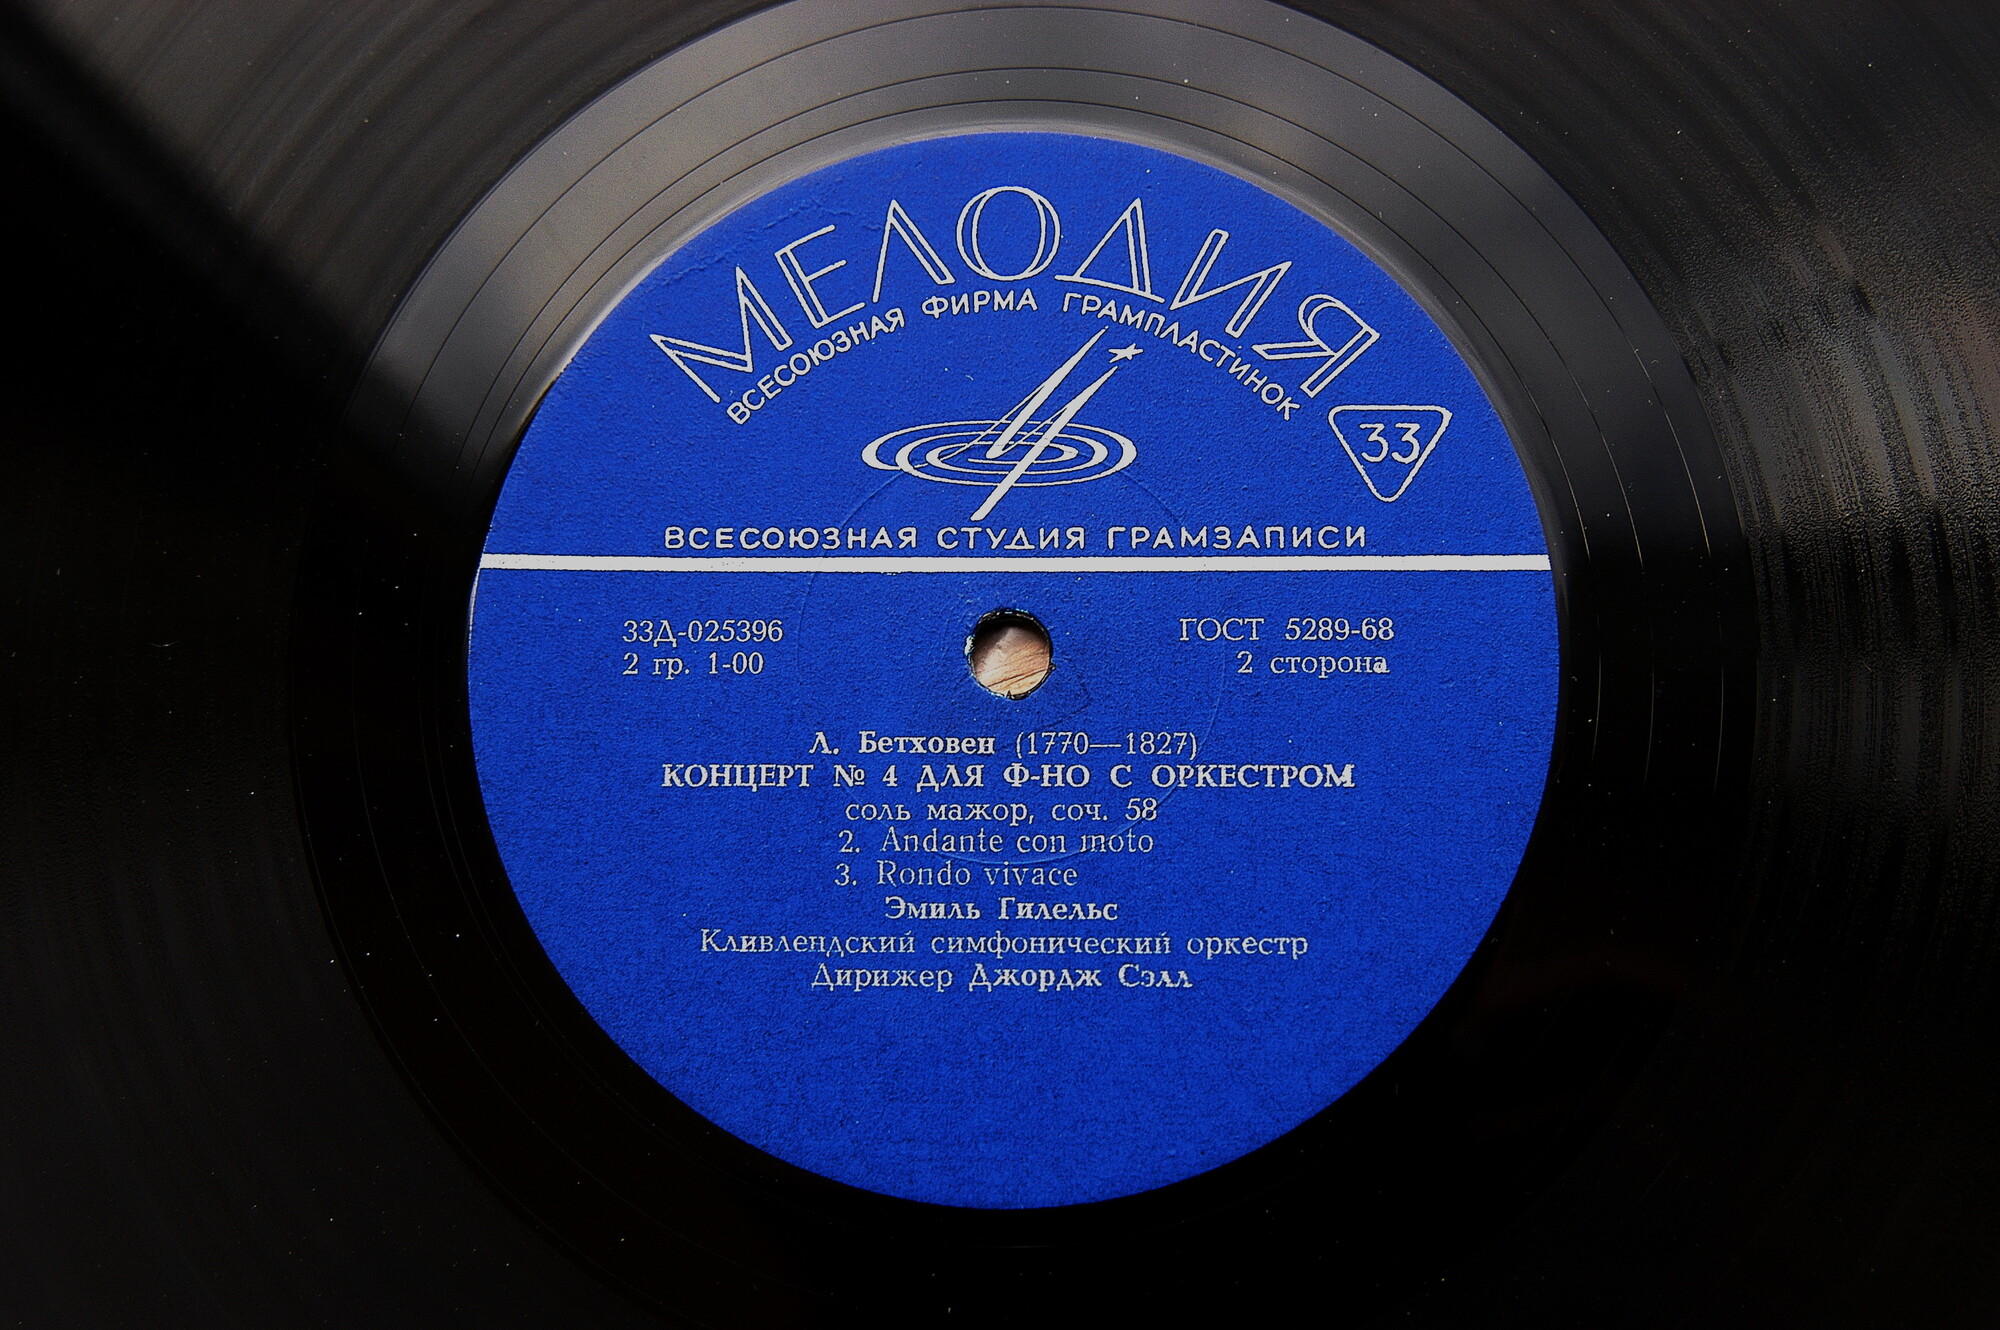 МЕЛОДИЯ
ВСЕСОЮЗНАЯ ФИРМА ГРАМПЛАСТИНОК
33
ВСЕСОЮЗНАЯ СТУДИЯ ГРАМЗАПИСИ
33Д-025396
2 гр. 1-00
ГОСТ 5289-68
2 сторона
Л. Бетховен (1770—1827)
КОНЦЕРТ № 4 ДЛЯ Ф-НО С ОРКЕСТРОМ
соль мажор, соч. 58
2. Andante con moto
3. Rondo vivace
Эмиль Гилельс
Кливлендский симфонический оркестр
Дирижер Джордж Сэлл